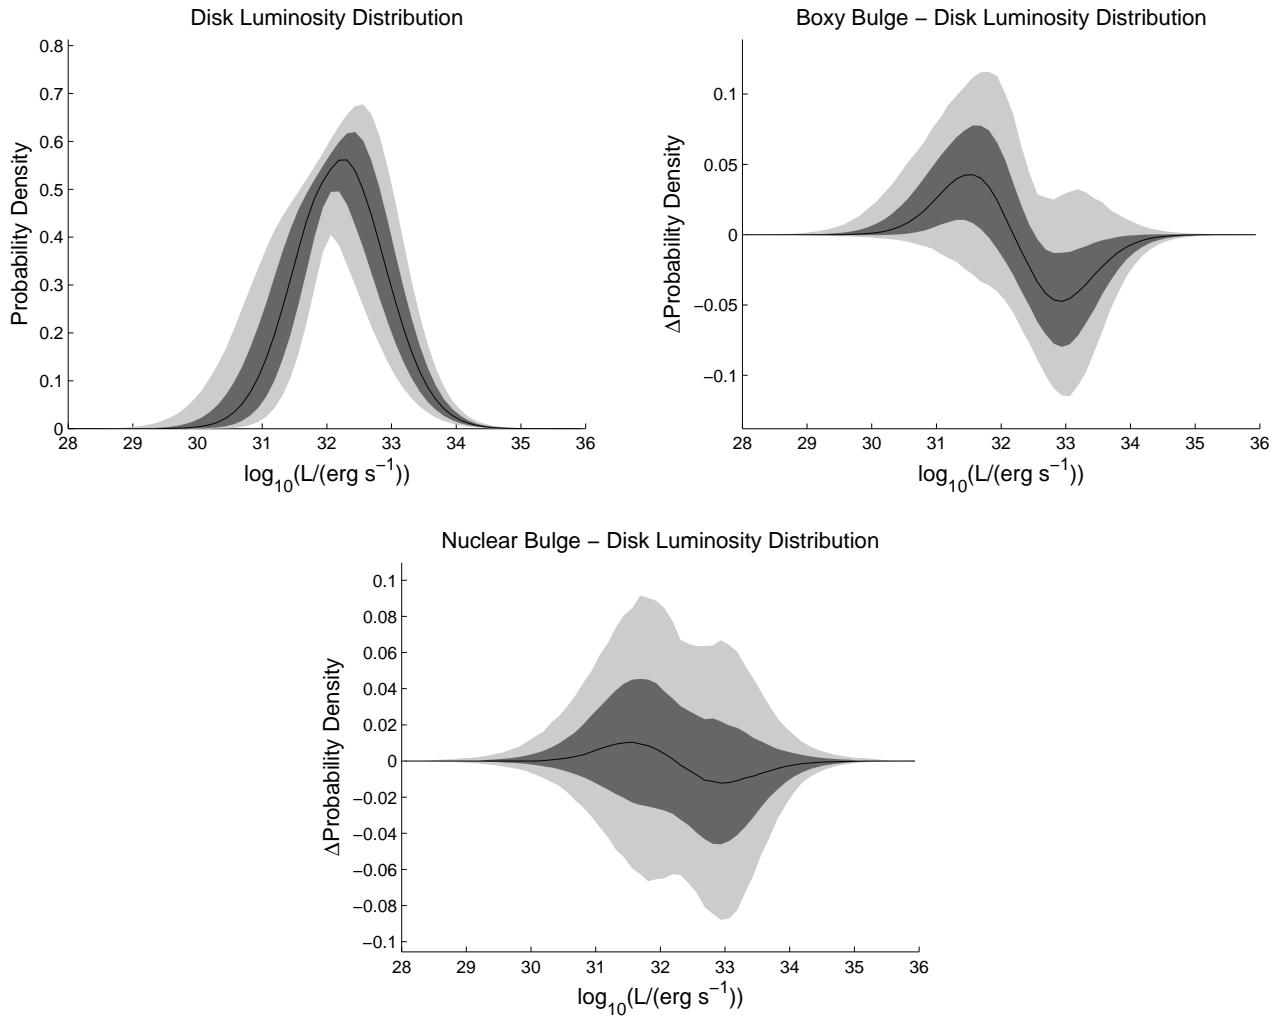 Disk Luminosity Distribution
0.8
0.7
0.6
0.5
0.4
0.3
0.2
0.1
0
Probability Density
28 29 30 31 32 33 34 35 36
log₁₀(L/(erg s⁻¹))
Boxy Bulge − Disk Luminosity Distribution
0.1
0.05
0
−0.05
−0.1
ΔProbability Density
28 29 30 31 32 33 34 35 36
log₁₀(L/(erg s⁻¹))
Nuclear Bulge − Disk Luminosity Distribution
0.1
0.08
0.06
0.04
0.02
0
−0.02
−0.04
−0.06
−0.08
−0.1
ΔProbability Density
28 29 30 31 32 33 34 35 36
log₁₀(L/(erg s⁻¹))